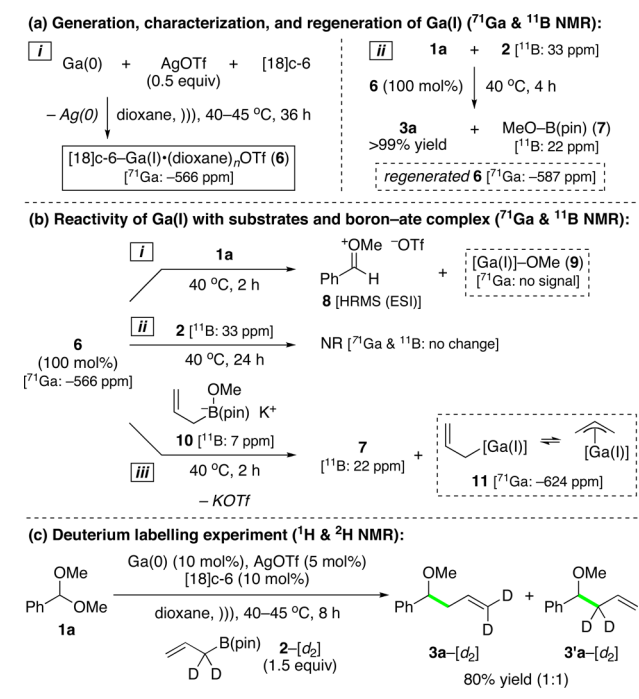 (a) Generation, characterization, and regeneration of Ga(I) (⁷¹Ga & ¹¹B NMR):
i
Ga(0) + AgOTf + [18]c-6
(0.5 equiv)
– Ag(0)
dioxane, ))), 40–45 ºC, 36 h
[18]c-6–Ga(I)•(dioxane)ₙOTf (6)
[⁷¹Ga: –566 ppm]
ii
1a + 2 [¹¹B: 33 ppm]
6 (100 mol%)
40 ºC, 4 h
3a + MeO–B(pin) (7)
>99% yield [¹¹B: 22 ppm]
regenerated 6 [⁷¹Ga: –587 ppm]
(b) Reactivity of Ga(I) with substrates and boron–ate complex (⁷¹Ga & ¹¹B NMR):
6
(100 mol%)
[⁷¹Ga: –566 ppm]
i
1a
40 ºC, 2 h
⁺OMe ⁻OTf
Ph H
8 [HRMS (ESI)]
+
[Ga(I)]–OMe (9)
[⁷¹Ga: no signal]
ii
2 [¹¹B: 33 ppm]
40 ºC, 24 h
NR [⁷¹Ga & ¹¹B: no change]
OMe
⁻B(pin) K⁺
10 [¹¹B: 7 ppm]
iii
40 ºC, 2 h
– KOTf
7
[¹¹B: 22 ppm]
+
[Ga(I)] ⇌ [Ga(I)]
11 [⁷¹Ga: –624 ppm]
(c) Deuterium labelling experiment (¹H & ²H NMR):
OMe
Ph OMe
1a
Ga(0) (10 mol%), AgOTf (5 mol%)
[18]c-6 (10 mol%)
dioxane, ))), 40–45 ºC, 8 h
B(pin)
D D
2–[d₂]
(1.5 equiv)
OMe
Ph D
D
3a–[d₂]
+
OMe
Ph
D D
3'a–[d₂]
80% yield (1:1)